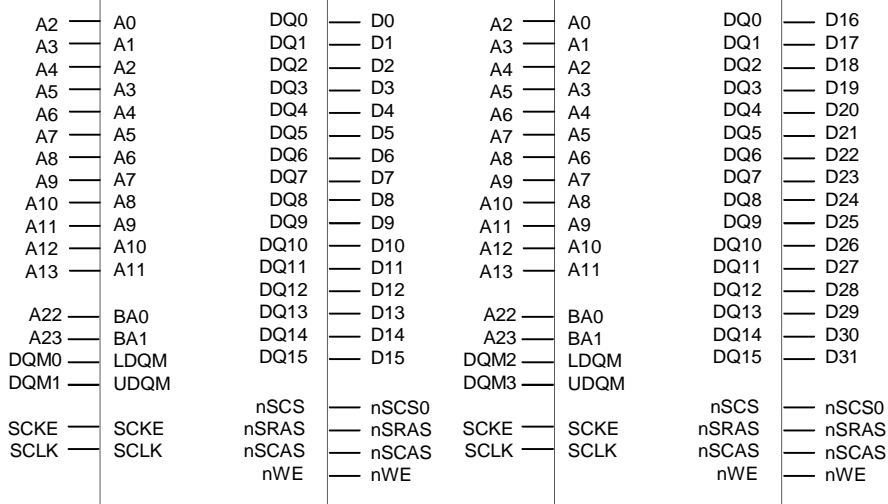 A2 A0 DQ0 D0 A2 A0 DQ0 D16
A3 A1 DQ1 D1 A3 A1 DQ1 D17
A4 A2 DQ2 D2 A4 A2 DQ2 D18
A5 A3 DQ3 D3 A5 A3 DQ3 D19
A6 A4 DQ4 D4 A6 A4 DQ4 D20
A7 A5 DQ5 D5 A7 A5 DQ5 D21
A8 A6 DQ6 D6 A8 A6 DQ6 D22
A9 A7 DQ7 D7 A9 A7 DQ7 D23
A10 A8 DQ8 D8 A10 A8 DQ8 D24
A11 A9 DQ9 D9 A11 A9 DQ9 D25
A12 A10 DQ10 D10 A12 A10 DQ10 D26
A13 A11 DQ11 D11 A13 A11 DQ11 D27
DQ12 D12 DQ12 D28
A22 BA0 DQ13 D13 A22 BA0 DQ13 D29
A23 BA1 DQ14 D14 A23 BA1 DQ14 D30
DQM0 LDQM DQ15 D15 DQM2 LDQM DQ15 D31
DQM1 UDQM DQM3 UDQM
nSCS nSCS0 nSCS nSCS0
SCKE SCKE nSRAS nSRAS SCKE SCKE nSRAS nSRAS
SCLK SCLK nSCAS nSCAS SCLK SCLK nSCAS nSCAS
nWE nWE nWE nWE